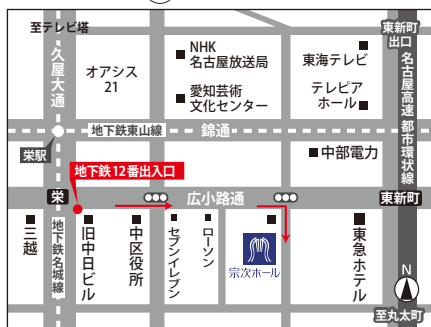 至テレビ塔
久屋大通
オアシス
21
NHK
名古屋放送局
愛知芸術
文化センター
東海テレビ
テレピア
ホール
東新町
出口
名古屋高速 都市環状線
地下鉄東山線
錦通
栄駅
地下鉄12番出入口
中部電力
栄
広小路通
東新町
三越
地下鉄名城線
旧中日ビル
中区役所
セブンイレブン
ローソン
宗次ホール
東急ホテル
N
至丸太町